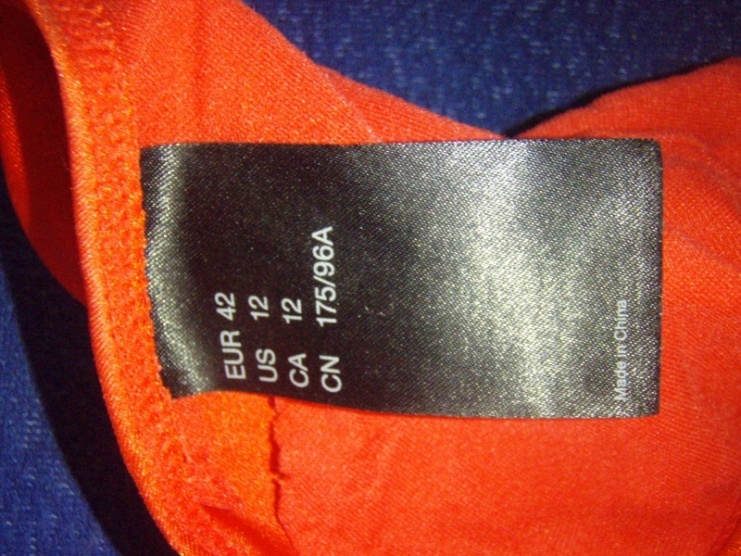 EUR 42
US 12
CA 12
CN 175/96A
Made in China